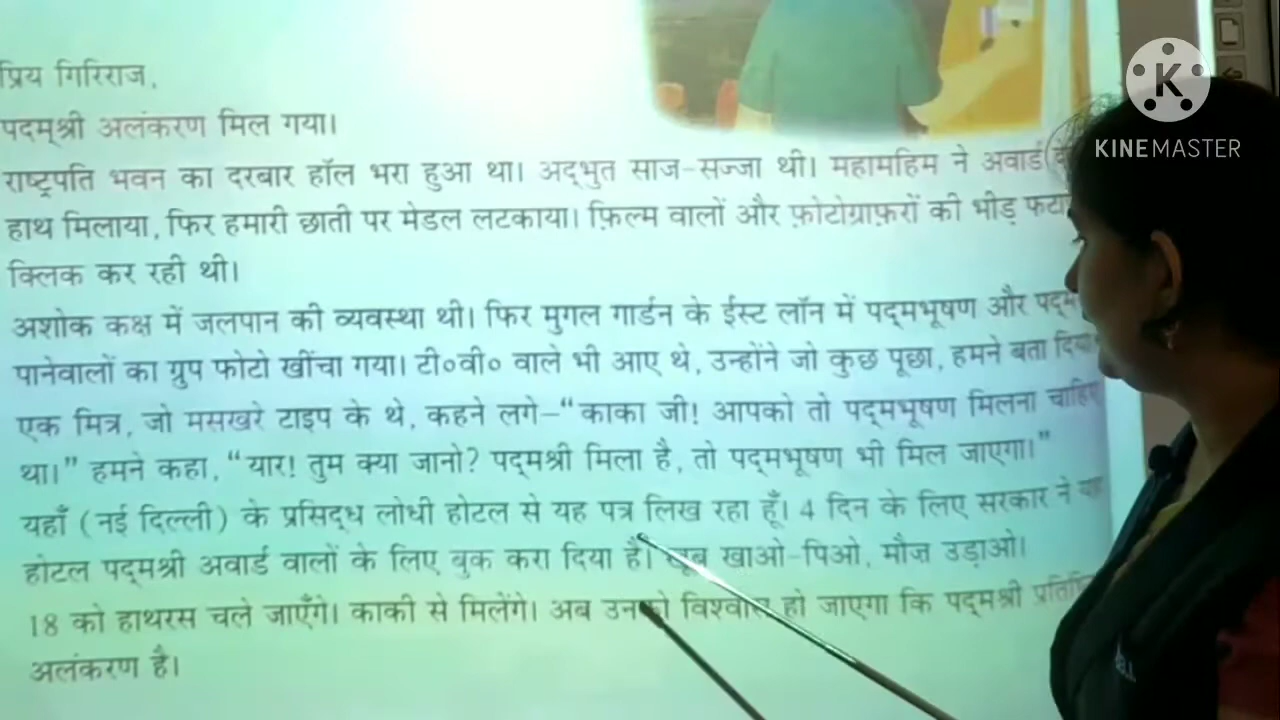 प्रिय गिरिराज,
पद्मश्री अलंकरण मिल गया।
राष्ट्रपति भवन का दरबार हॉल भरा हुआ था। अद्भुत साज-सज्जा थी। महामहिम ने अवार्ड
हाथ मिलाया, फिर हमारी छाती पर मेडल लटकाया। फ़िल्म वालों और फ़ोटोग्राफ़रों की भीड़
क्लिक कर रही थी।
अशोक कक्ष में जलपान की व्यवस्था थी। फिर मुगल गार्डन के ईस्ट लॉन में पद्मभूषण और
पानेवालों का ग्रुप फोटो खींचा गया। टी०वी० वाले भी आए थे, उन्होंने जो कुछ पूछा, हमने बता दिया
एक मित्र, जो मसखरे टाइप के थे, कहने लगे–“काका जी! आपको तो पद्मभूषण मिलना चाहिए
था।” हमने कहा, “यार! तुम क्या जानो? पद्मश्री मिला है, तो पद्मभूषण भी मिल जाएगा।”
यहाँ (नई दिल्ली) के प्रसिद्ध लोधी होटल से यह पत्र लिख रहा हूँ। 4 दिन के लिए सरकार ने यह
होटल पद्मश्री अवार्ड वालों के लिए बुक करा दिया है। खूब खाओ-पिओ, मौज उड़ाओ।
18 को हाथरस चले जाएँगे। काकी से मिलेंगे। अब उनको विश्वास हो जाएगा कि पद्मश्री
अलंकरण है।
K
KINEMASTER